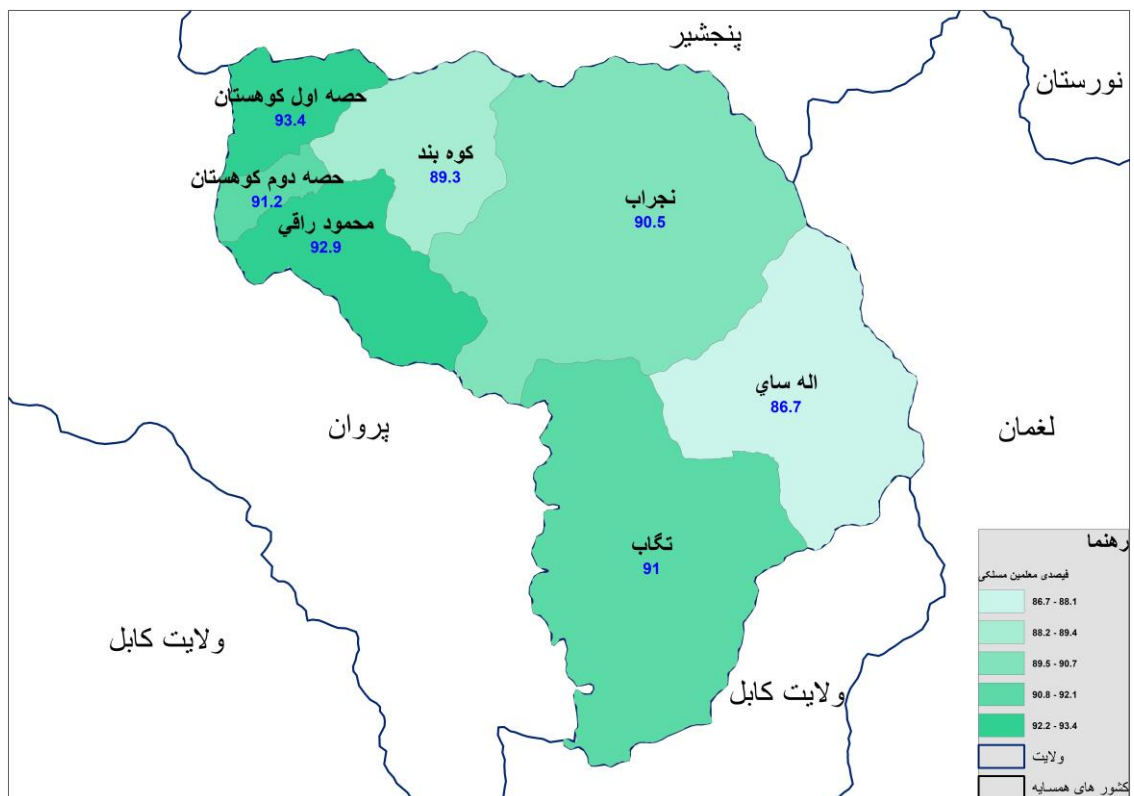 پنجشیر
نورستان
حصه اول کوهستان
93.4
کوه بند
89.3
حصه دوم کوهستان
91.2
نجراب
90.5
محمود راقي
92.9
اله ساي
86.7
پروان
لغمان
تگاب
91
ولایت کابل
ولایت کابل
رهنما
فیصدی معلمین مسلکی
86.7 - 88.1
88.2 - 89.4
89.5 - 90.7
90.8 - 92.1
92.2 - 93.4
ولایت
کشور های همسایه